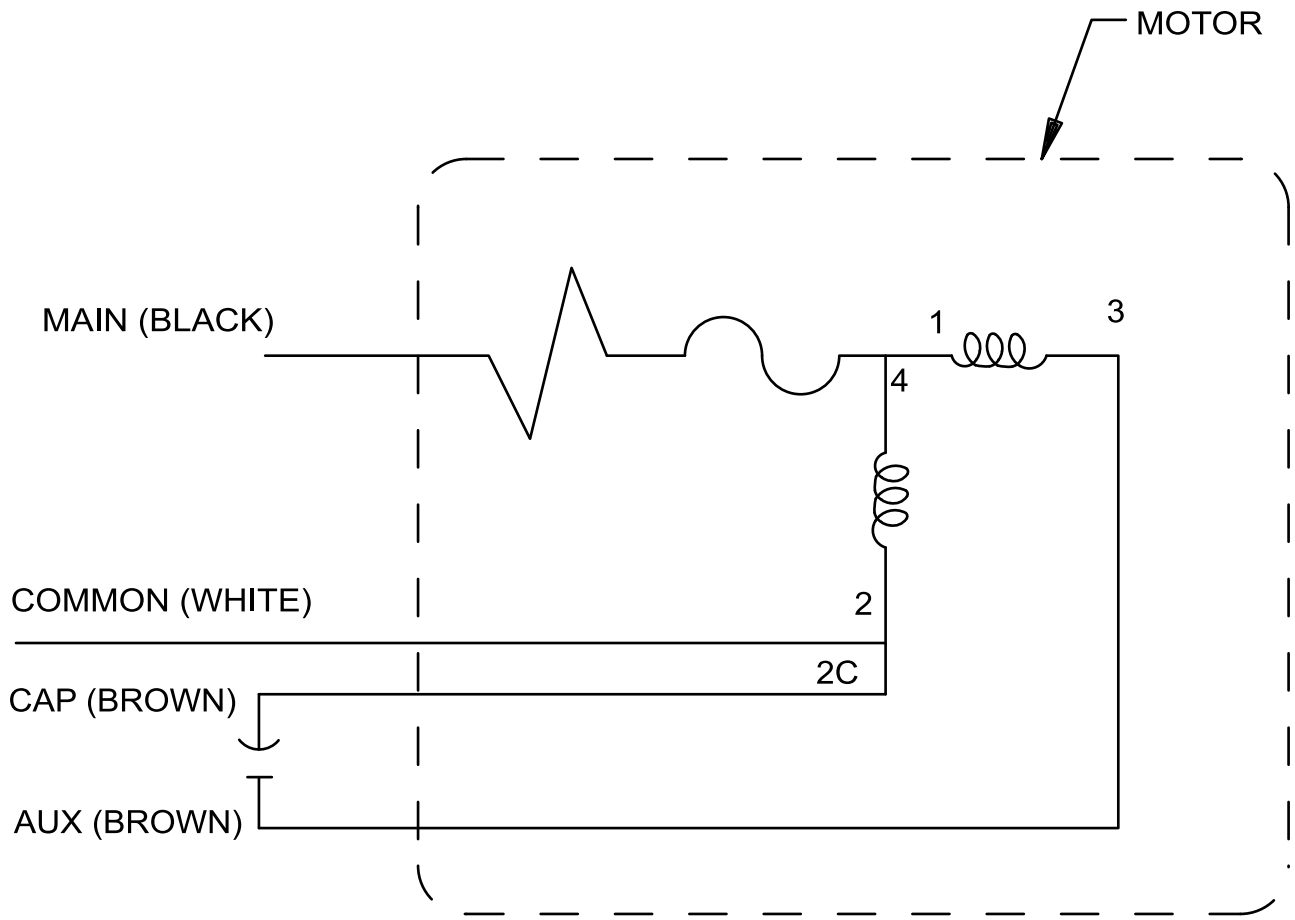 MOTOR
MAIN (BLACK)
1
3
4
COMMON (WHITE)
2
2C
CAP (BROWN)
AUX (BROWN)